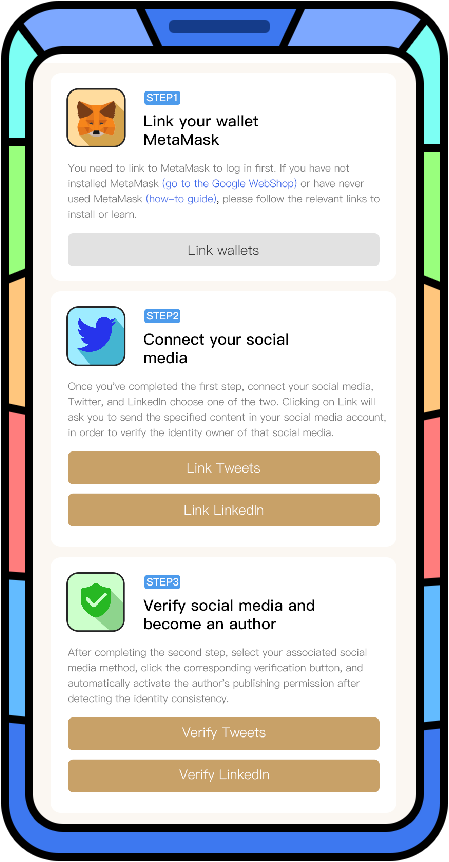 STEP1
Link your wallet
MetaMask
You need to link to MetaMask to log in first. If you have not
installed MetaMask (go to the Google WebShop) or have never
used MetaMask (how-to guide), please follow the relevant links to
install or learn.
Link wallets
STEP2
Connect your social
media
Once you've completed the first step, connect your social media,
Twitter, and LinkedIn choose one of the two. Clicking on Link will
ask you to send the specified content in your social media account.
In order to verify the identity owner of that social media.
Link Tweets
Link LinkedIn
STEP3
Verify social media and
become an author
After completing the second step, select your associated social
media method, click the corresponding verification button, and
automatically activate the author's publishing permission after
detecting the identity consistency.
Verify Tweets
Verify LinkedIn